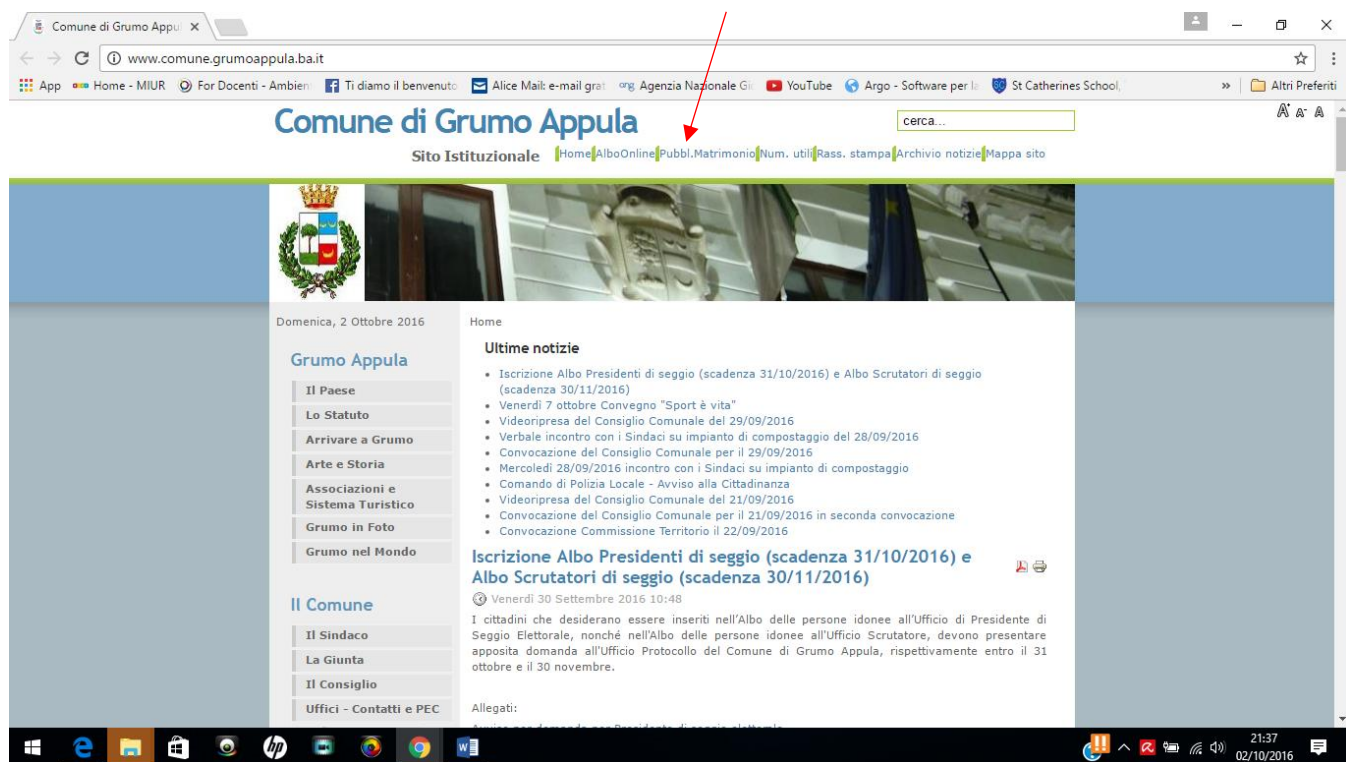 Comune di Grumo Appu
www.comune.grumoappula.ba.it
App Home - MIUR For Docenti - Ambien Ti diamo il benvenuto Alice Mail: e-mail grat Agenzia Nazionale Gi YouTube Argo - Software per la St Catherines School, » Altri Preferiti
Comune di Grumo Appula
cerca...
A+ A- A
Sito Istituzionale
Home AlboOnline Pubbl.Matrimonio Num. utili Rass. stampa Archivio notizie Mappa sito
Domenica, 2 Ottobre 2016
Grumo Appula
Il Paese
Lo Statuto
Arrivare a Grumo
Arte e Storia
Associazioni e
Sistema Turistico
Grumo in Foto
Grumo nel Mondo
Il Comune
Il Sindaco
La Giunta
Il Consiglio
Uffici - Contatti e PEC
Home
Ultime notizie
Iscrizione Albo Presidenti di seggio (scadenza 31/10/2016) e Albo Scrutatori di seggio
(scadenza 30/11/2016)
Venerdì 7 ottobre Convegno "Sport è vita"
Videoripresa del Consiglio Comunale del 29/09/2016
Verbale incontro con i Sindaci su impianto di compostaggio del 28/09/2016
Convocazione del Consiglio Comunale per il 29/09/2016
Mercoledì 28/09/2016 incontro con i Sindaci su impianto di compostaggio
Comando di Polizia Locale - Avviso alla Cittadinanza
Videoripresa del Consiglio Comunale del 21/09/2016
Convocazione del Consiglio Comunale per il 21/09/2016 in seconda convocazione
Convocazione Commissione Territorio il 22/09/2016
Iscrizione Albo Presidenti di seggio (scadenza 31/10/2016) e
Albo Scrutatori di seggio (scadenza 30/11/2016)
Venerdì 30 Settembre 2016 10:48
I cittadini che desiderano essere inseriti nell'Albo delle persone idonee all'Ufficio di Presidente di
Seggio Elettorale, nonché nell'Albo delle persone idonee all'Ufficio Scrutatore, devono presentare
apposita domanda all'Ufficio Protocollo del Comune di Grumo Appula, rispettivamente entro il 31
ottobre e il 30 novembre.
Allegati:
21:37
02/10/2016